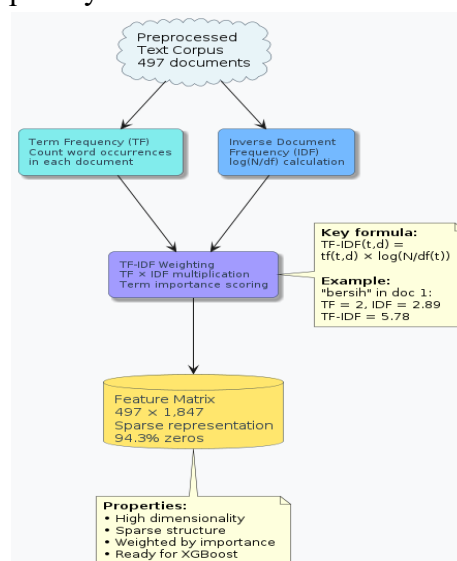 Preprocessed
Text Corpus
497 documents
Term Frequency (TF)
Count word occurrences
in each document
Inverse Document
Frequency (IDF)
log(N/df) calculation
Key formula:
TF-IDF(t,d) =
tf(t,d) × log(N/df(t))
Example:
"bersih" in doc 1:
TF = 2, IDF = 2.89
TF-IDF = 5.78
TF-IDF Weighting
TF × IDF multiplication
Term importance scoring
Feature Matrix
497 × 1,847
Sparse representation
94.3% zeros
Properties:
• High dimensionality
• Sparse structure
• Weighted by importance
• Ready for XGBoost